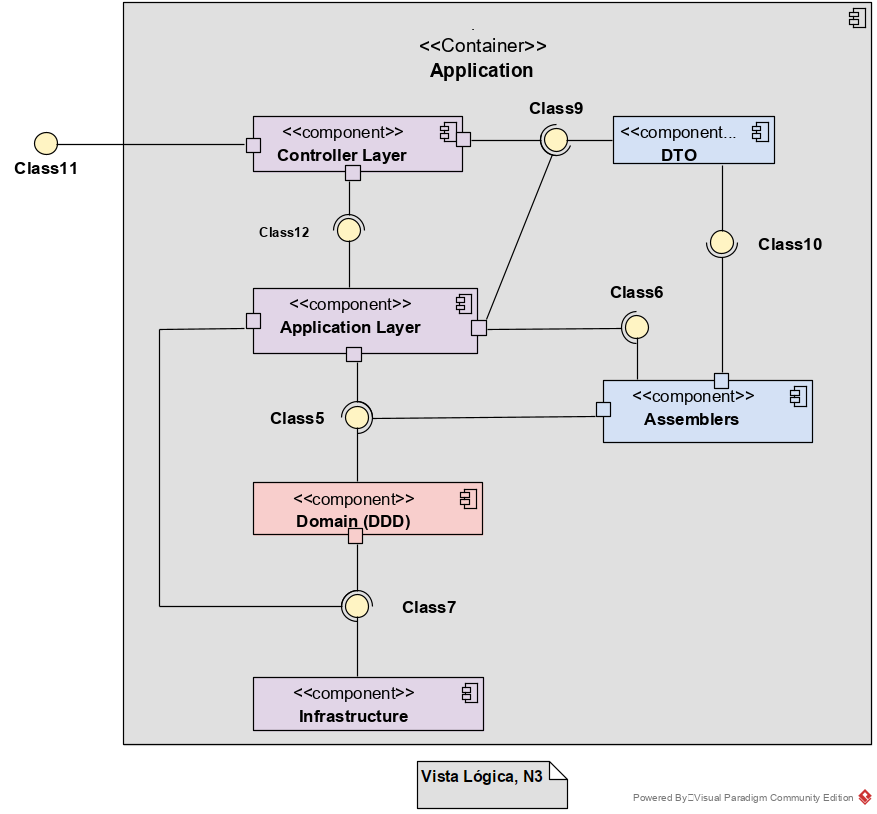 <<Container>>
Application
Class9
<<component>>
Controller Layer
<<component...
DTO
Class11
Class12
Class10
Class6
<<component>>
Application Layer
<<component>>
Assemblers
Class5
<<component>>
Domain (DDD)
Class7
<<component>>
Infrastructure
Vista Lógica, N3
Powered By Visual Paradigm Community Edition